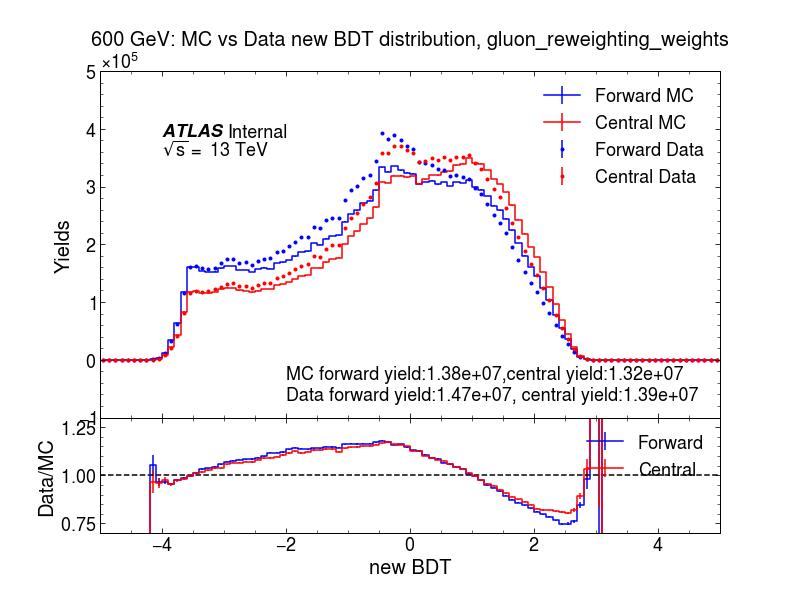 600 GeV: MC vs Data new BDT distribution, gluon_reweighting_weights
×10⁵
5
4
3
2
1
0
−1
Yields
ATLAS Internal
√s = 13 TeV
Forward MC
Central MC
Forward Data
Central Data
MC forward yield:1.38e+07,central yield:1.32e+07
Data forward yield:1.47e+07, central yield:1.39e+07
1.25
1.00
0.75
Data/MC
Forward
Central
−4 −2 0 2 4
new BDT